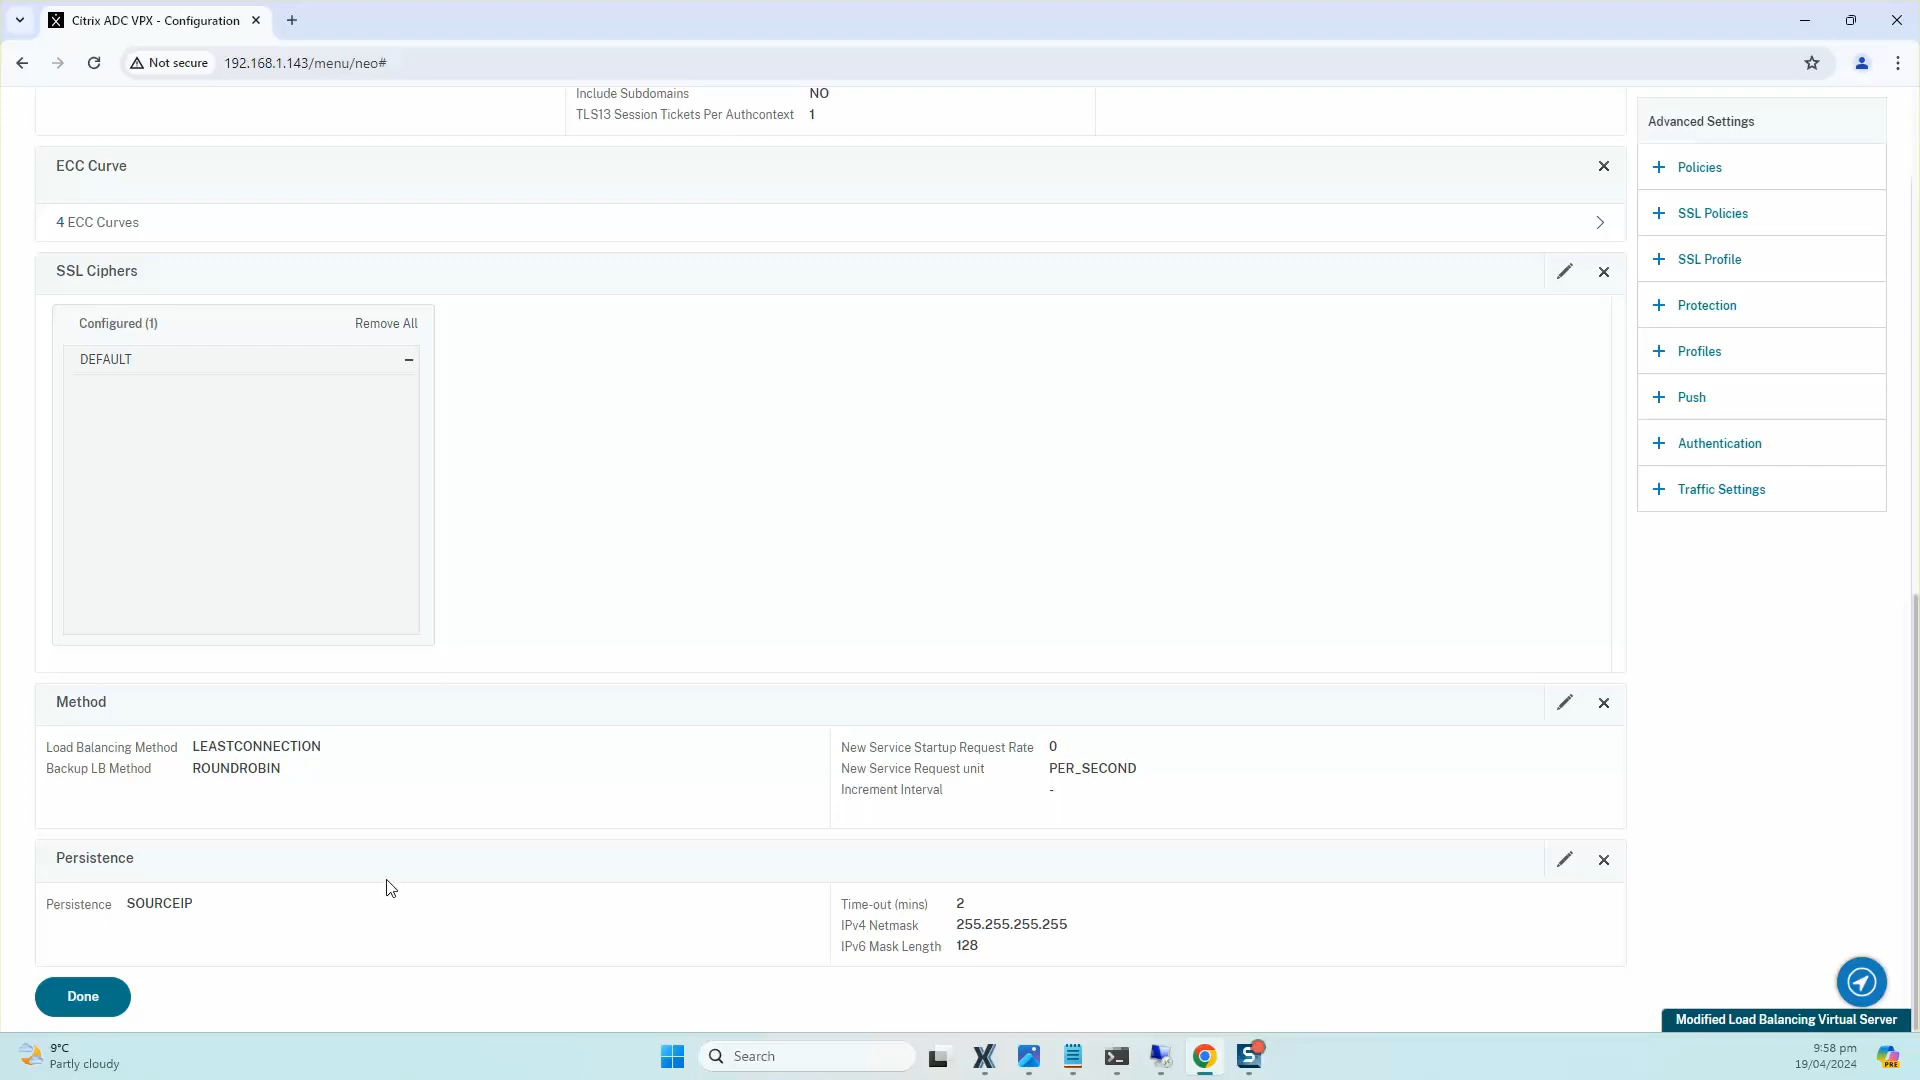 Citrix ADC VPX - Configuration
Not secure
192.168.1.143/menu/neo#
Include Subdomains NO
TLS13 Session Tickets Per Authcontext 1
ECC Curve
4 ECC Curves
SSL Ciphers
Configured (1) Remove All
DEFAULT
Method
Load Balancing Method LEASTCONNECTION
Backup LB Method ROUNDROBIN
New Service Startup Request Rate 0
New Service Request unit PER_SECOND
Increment Interval -
Persistence
Persistence SOURCEIP
Time-out (mins) 2
IPv4 Netmask 255.255.255.255
IPv6 Mask Length 128
Done
Advanced Settings
Policies
SSL Policies
SSL Profile
Protection
Profiles
Push
Authentication
Traffic Settings
Modified Load Balancing Virtual Server
9°C
Partly cloudy
Search
9:58 pm
19/04/2024
PRE